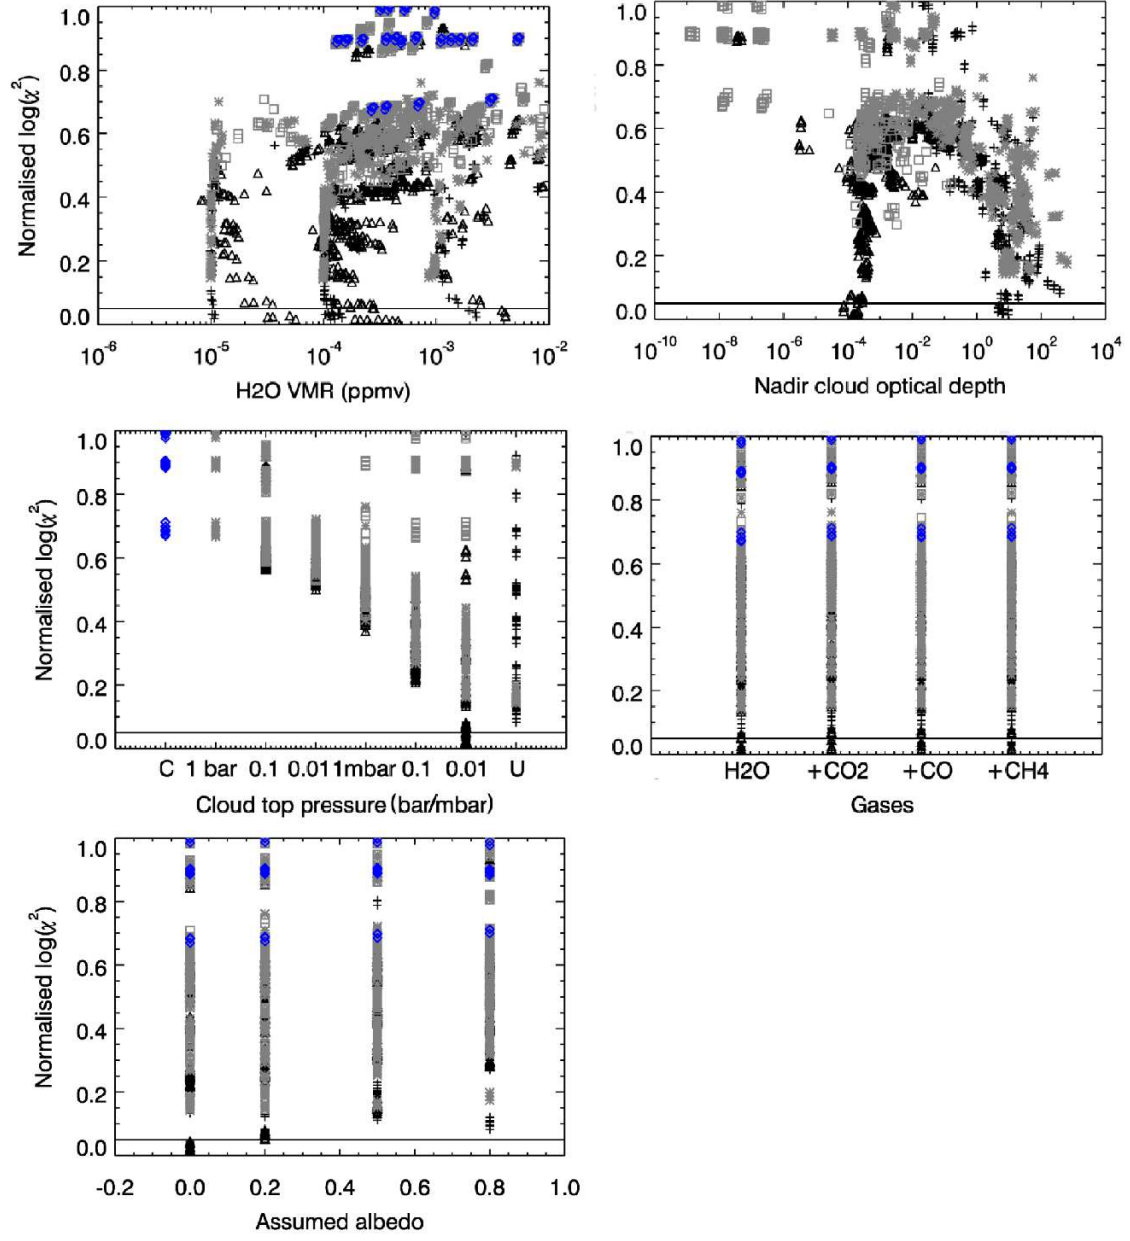 Normalised log(χ²)
1.0
0.8
0.6
0.4
0.2
0.0
10⁻⁶ 10⁻⁵ 10⁻⁴ 10⁻³ 10⁻²
H2O VMR (ppmv)
1.0
0.8
0.6
0.4
0.2
0.0
10⁻¹⁰ 10⁻⁸ 10⁻⁶ 10⁻⁴ 10⁻² 10⁰ 10² 10⁴
Nadir cloud optical depth
Normalised log(χ²)
1.0
0.8
0.6
0.4
0.2
0.0
C 1 bar 0.1 0.011mbar 0.1 0.01 U
Cloud top pressure (bar/mbar)
Normalised log(χ²)
1.0
0.8
0.6
0.4
0.2
0.0
H2O +CO2 +CO +CH4
Gases
Normalised log(χ²)
1.0
0.8
0.6
0.4
0.2
0.0
-0.2 0.0 0.2 0.4 0.6 0.8 1.0
Assumed albedo